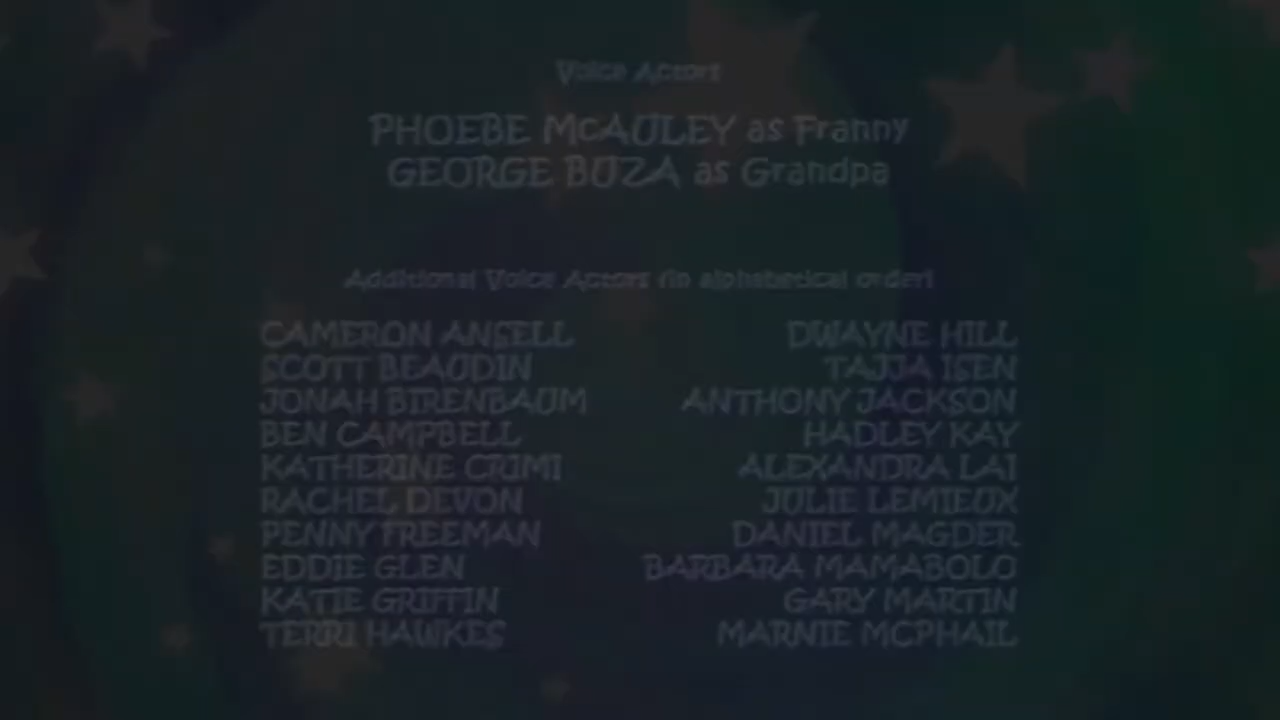 Voice Actors
PHOEBE McAULEY as Franny
GEORGE BUZA as Grandpa
Additional Voice Actors (in alphabetical order)
CAMERON ANSELL DWAYNE HILL
SCOTT BEAUDIN TAJJA ISEN
JONAH BIRENBAUM ANTHONY JACKSON
BEN CAMPBELL HADLEY KAY
KATHERINE CRIMI ALEXANDRA LAI
RACHEL DEVON JULIE LEMIEUX
PENNY FREEMAN DANIEL MAGDER
EDDIE GLEN BARBARA MAMABOLO
KATIE GRIFFIN GARY MARTIN
TERRI HAWKES MARNIE MCPHAIL